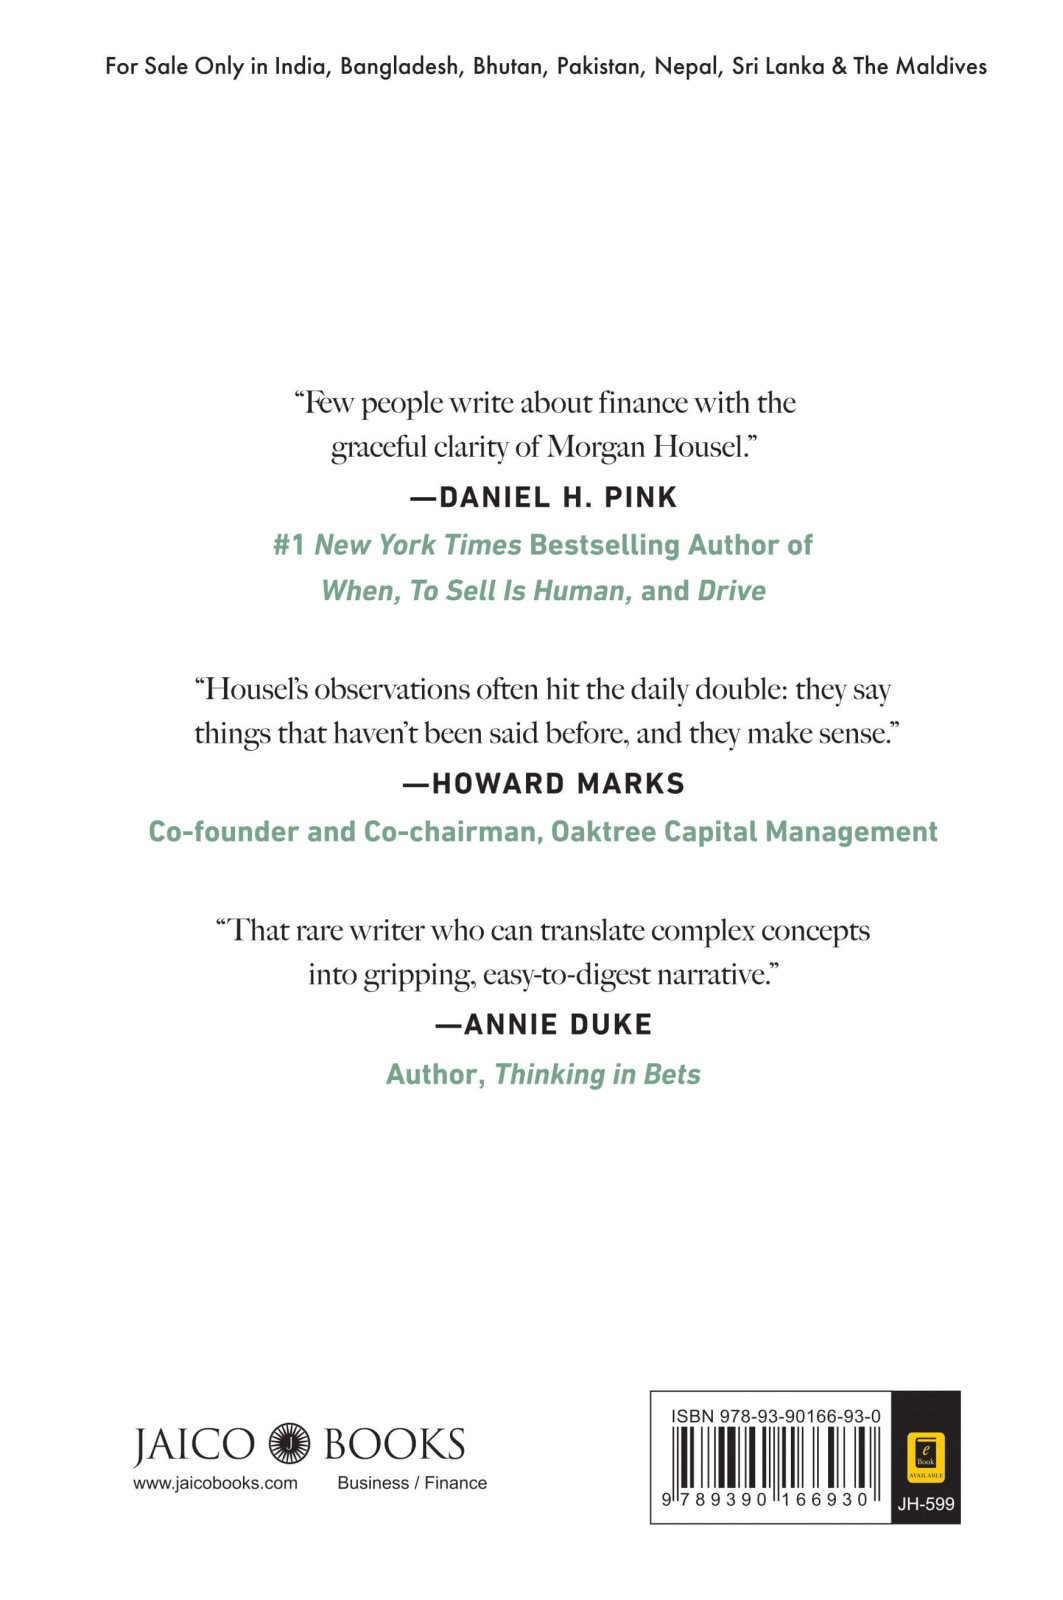 For Sale Only in India, Bangladesh, Bhutan, Pakistan, Nepal, Sri Lanka & The Maldives
“Few people write about finance with the
graceful clarity of Morgan Housel.”
—DANIEL H. PINK
#1 New York Times Bestselling Author of
When, To Sell Is Human, and Drive
“Housel’s observations often hit the daily double: they say
things that haven’t been said before, and they make sense.”
—HOWARD MARKS
Co-founder and Co-chairman, Oaktree Capital Management
“That rare writer who can translate complex concepts
into gripping, easy-to-digest narrative.”
—ANNIE DUKE
Author, Thinking in Bets
JAICO J BOOKS
www.jaicobooks.com Business / Finance
ISBN 978-93-90166-93-0
9 789390 166930
e
Book
AVAILABLE
JH-599